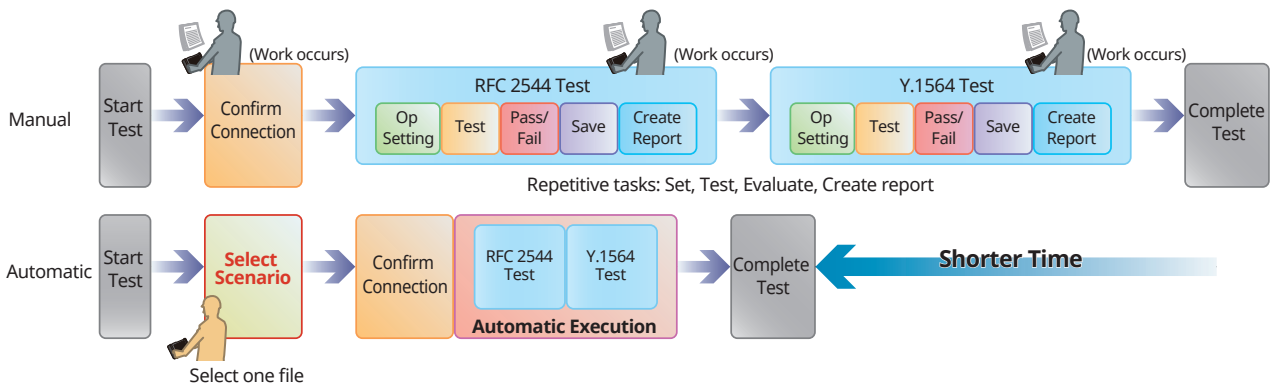 (Work occurs)
(Work occurs)
(Work occurs)
Manual
Start
Test
Confirm
Connection
RFC 2544 Test
Op
Setting
Test
Pass/
Fail
Save
Create
Report
Y.1564 Test
Op
Setting
Test
Pass/
Fail
Save
Create
Report
Complete
Test
Repetitive tasks: Set, Test, Evaluate, Create report
Automatic
Start
Test
Select
Scenario
Select one file
Confirm
Connection
RFC 2544
Test
Y.1564
Test
Automatic Execution
Complete
Test
Shorter Time